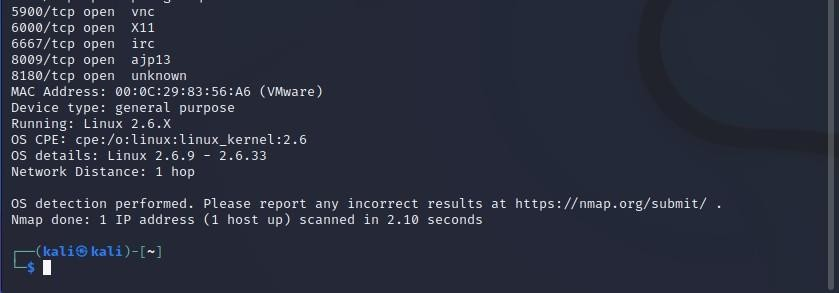 5900/tcp open  vnc
6000/tcp open  X11
6667/tcp open  irc
8009/tcp open  ajp13
8180/tcp open  unknown
MAC Address: 00:0C:29:83:56:A6 (VMware)
Device type: general purpose
Running: Linux 2.6.X
OS CPE: cpe:/o:linux:linux_kernel:2.6
OS details: Linux 2.6.9 - 2.6.33
Network Distance: 1 hop
OS detection performed. Please report any incorrect results at https://nmap.org/submit/ .
Nmap done: 1 IP address (1 host up) scanned in 2.10 seconds
┌──(kali㉿kali)-[~]
└─$